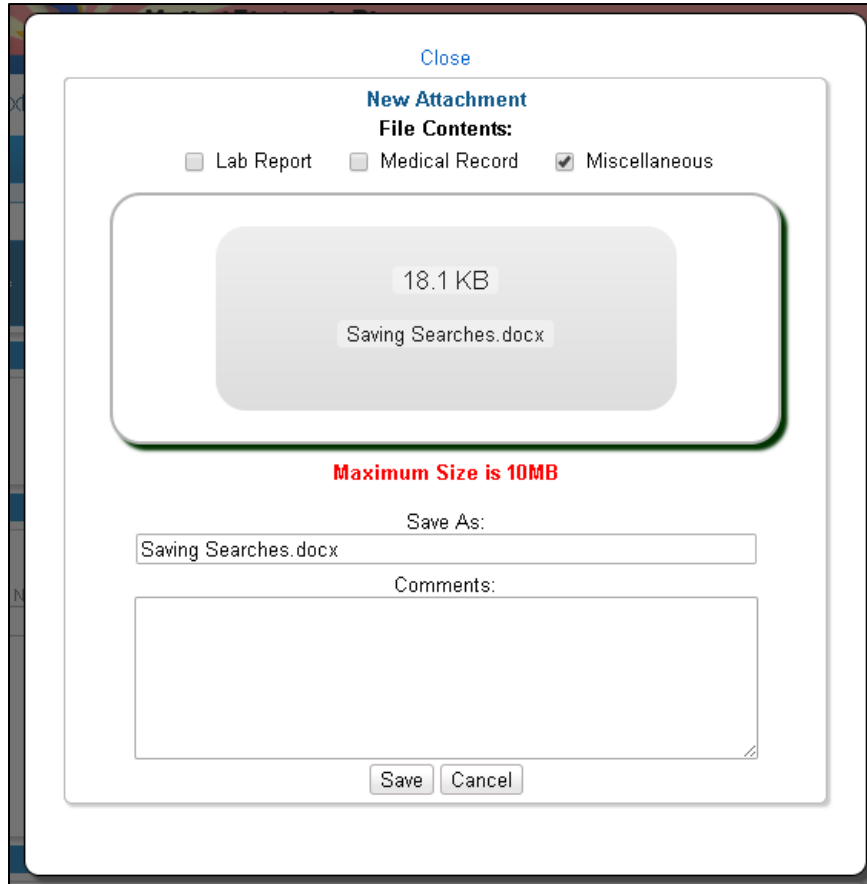 Close
New Attachment
File Contents:
Lab Report Medical Record Miscellaneous
18.1 KB
Saving Searches.docx
Maximum Size is 10MB
Save As:
Saving Searches.docx
Comments:
Save Cancel